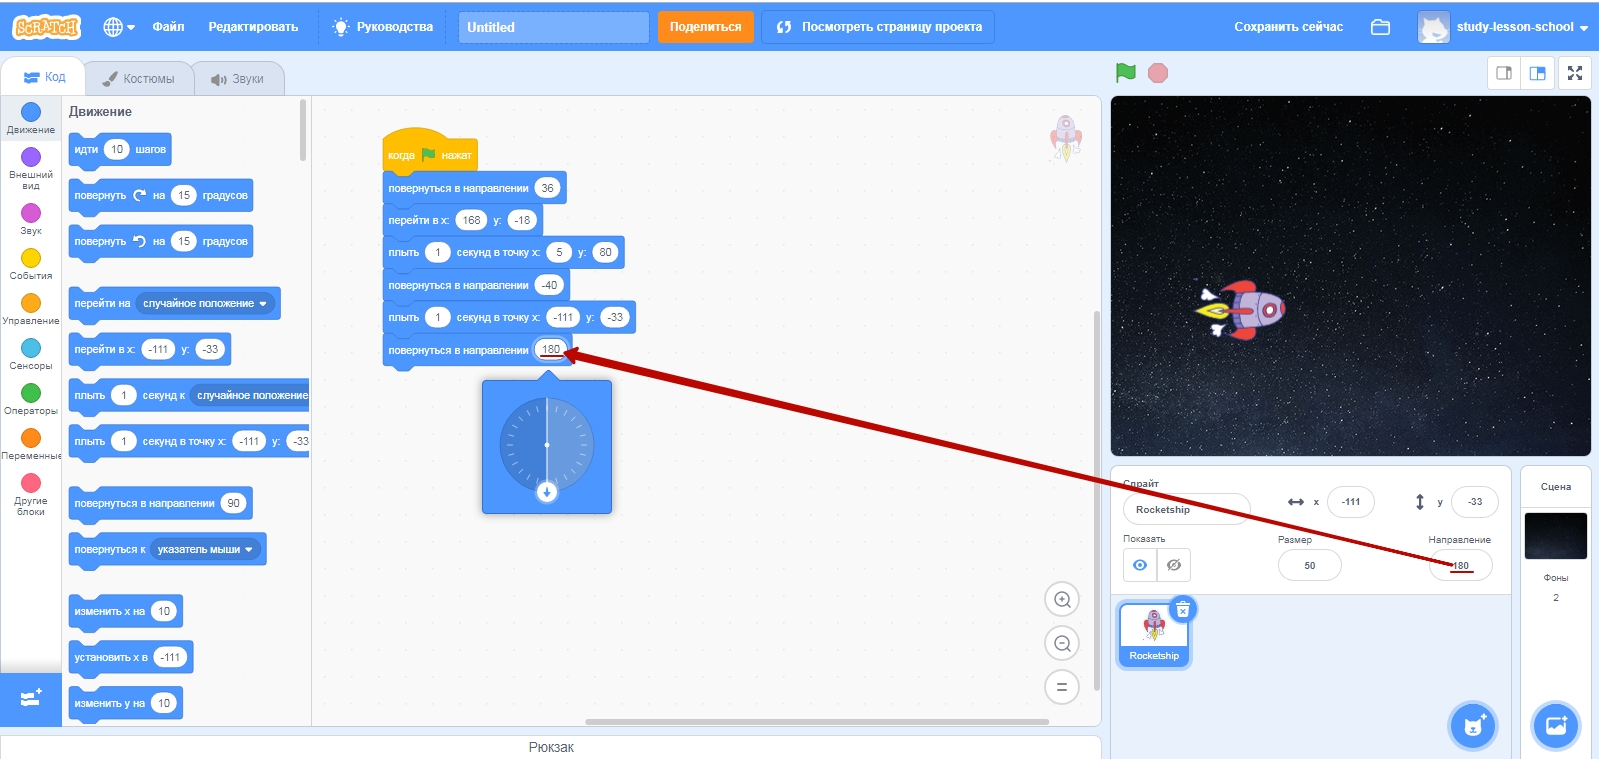 SCRATCH
Файл
Редактировать
Руководства
Untitled
Поделиться
Посмотреть страницу проекта
Сохранить сейчас
study-lesson-school
Код
Костюмы
Звуки
Движение
Внешний вид
Звук
События
Управление
Сенсоры
Операторы
Переменные
Другие блоки
Движение
идти 10 шагов
повернуть на 15 градусов
повернуть на 15 градусов
перейти на случайное положение
перейти в x: -111 y: -33
плыть 1 секунд к случайное положение
плыть 1 секунд в точку x: -111 y: -33
повернуться в направлении 90
повернуться к указатель мыши
изменить x на 10
установить x в -111
изменить y на 10
когда нажат
повернуться в направлении 36
перейти в x: 168 y: -18
плыть 1 секунд в точку x: 5 y: 80
повернуться в направлении -40
плыть 1 секунд в точку x: -111 y: -33
повернуться в направлении 180
Рюкзак
Спрайт
Rocketship
x -111
y -33
Показать
Размер
50
Направление
180
Rocketship
Сцена
Фоны
2